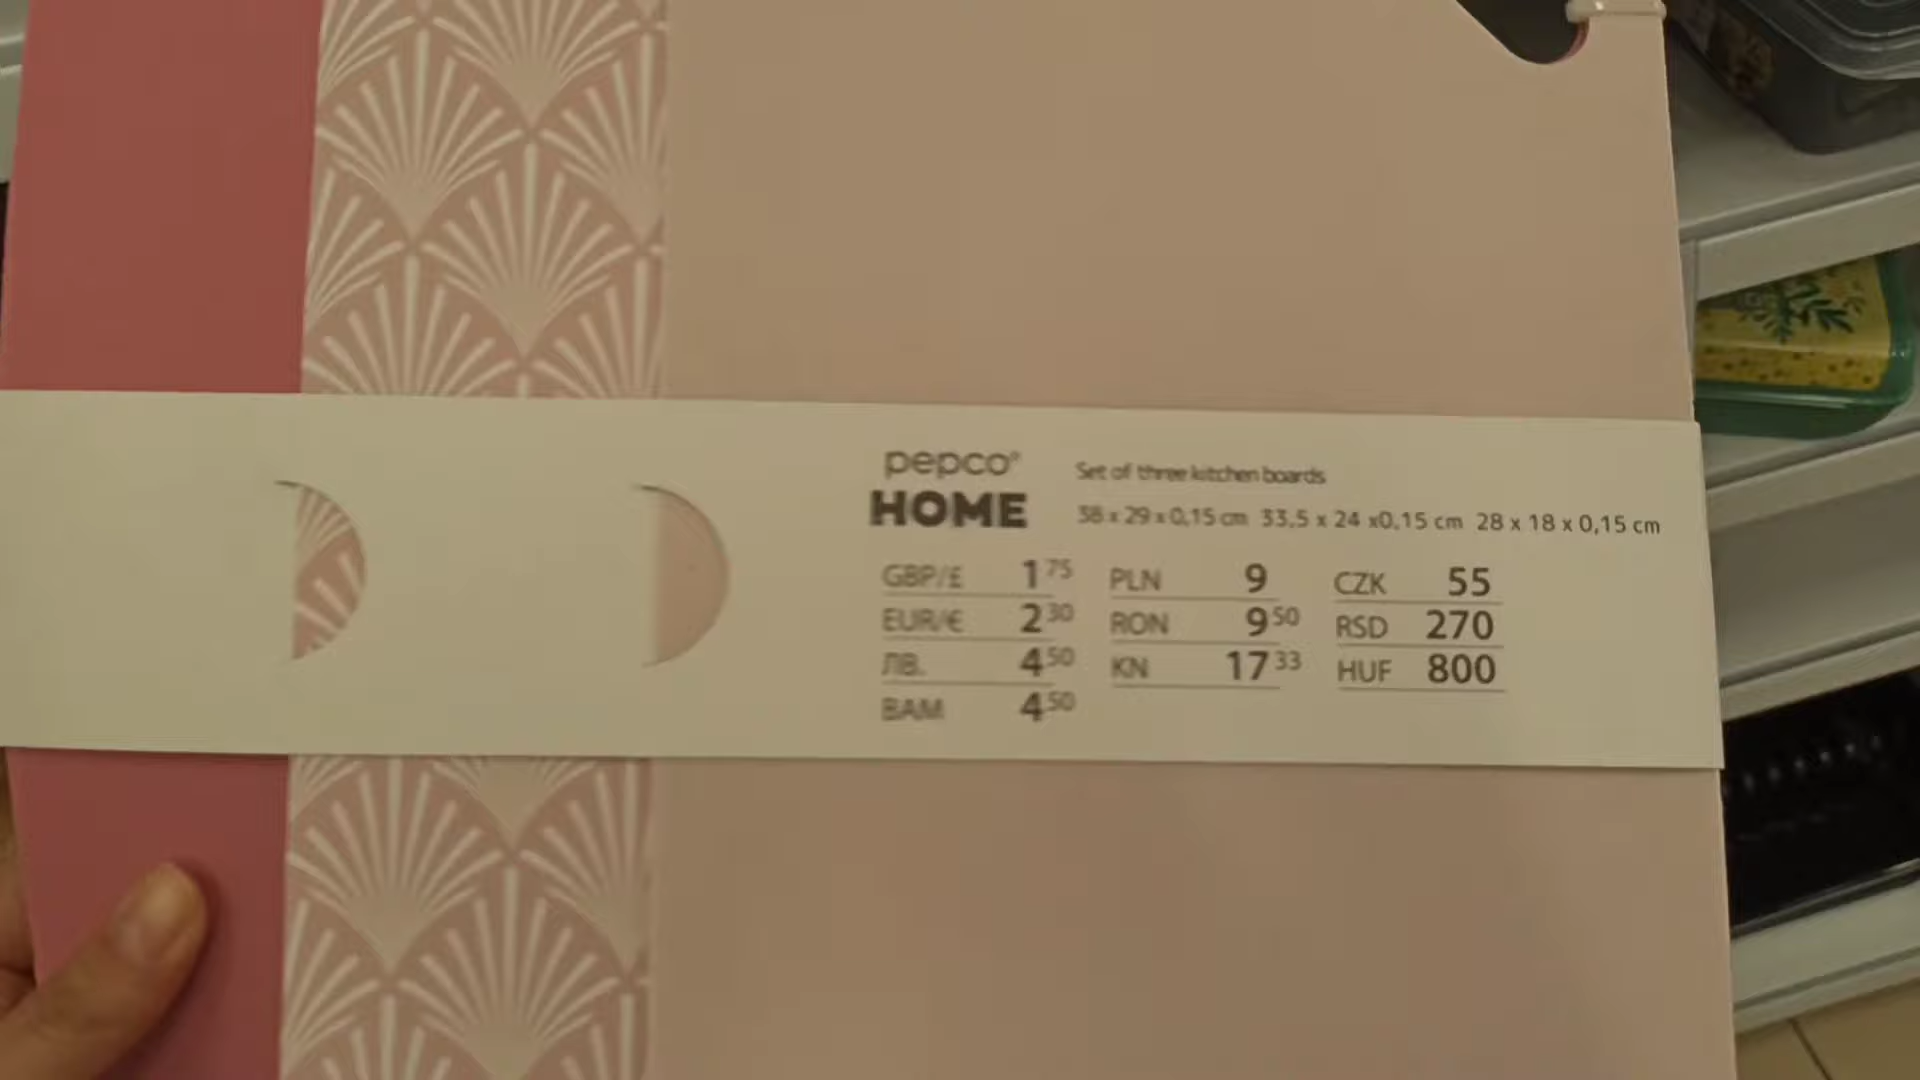 pepco®
HOME
Set of three kitchen boards
38 x 29 x 0,15 cm 33,5 x 24 x0,15 cm 28 x 18 x 0,15 cm
GBP/£ 1 75
EUR/€ 2 30
ЛВ. 4 50
BAM 4 50
PLN 9
RON 9 50
KN 17 33
CZK 55
RSD 270
HUF 800